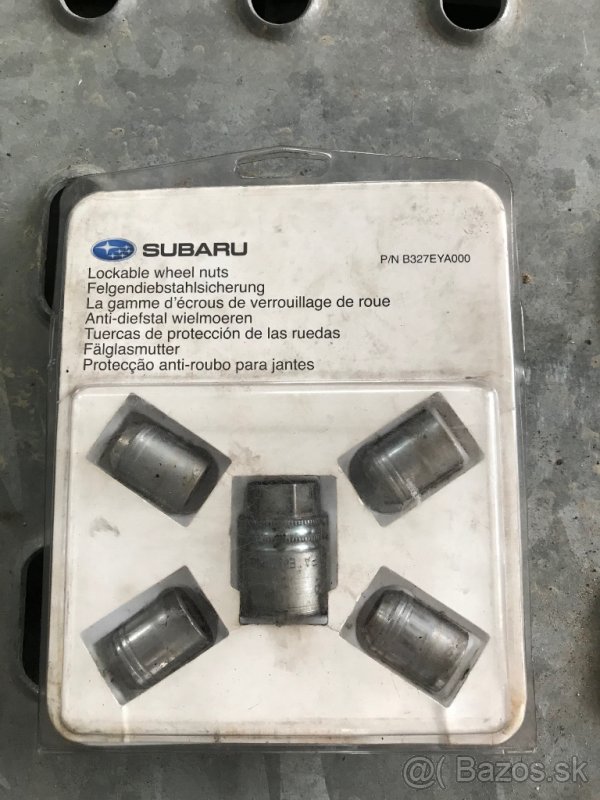 SUBARU
P/N B327EYA000
Lockable wheel nuts
Felgendiebstahlsicherung
La gamme d'écrous de verrouillage de roue
Anti-diefstal wielmoeren
Tuercas de protección de las ruedas
Fälglasmutter
Protecção anti-roubo para jantes
@( Bazos.sk